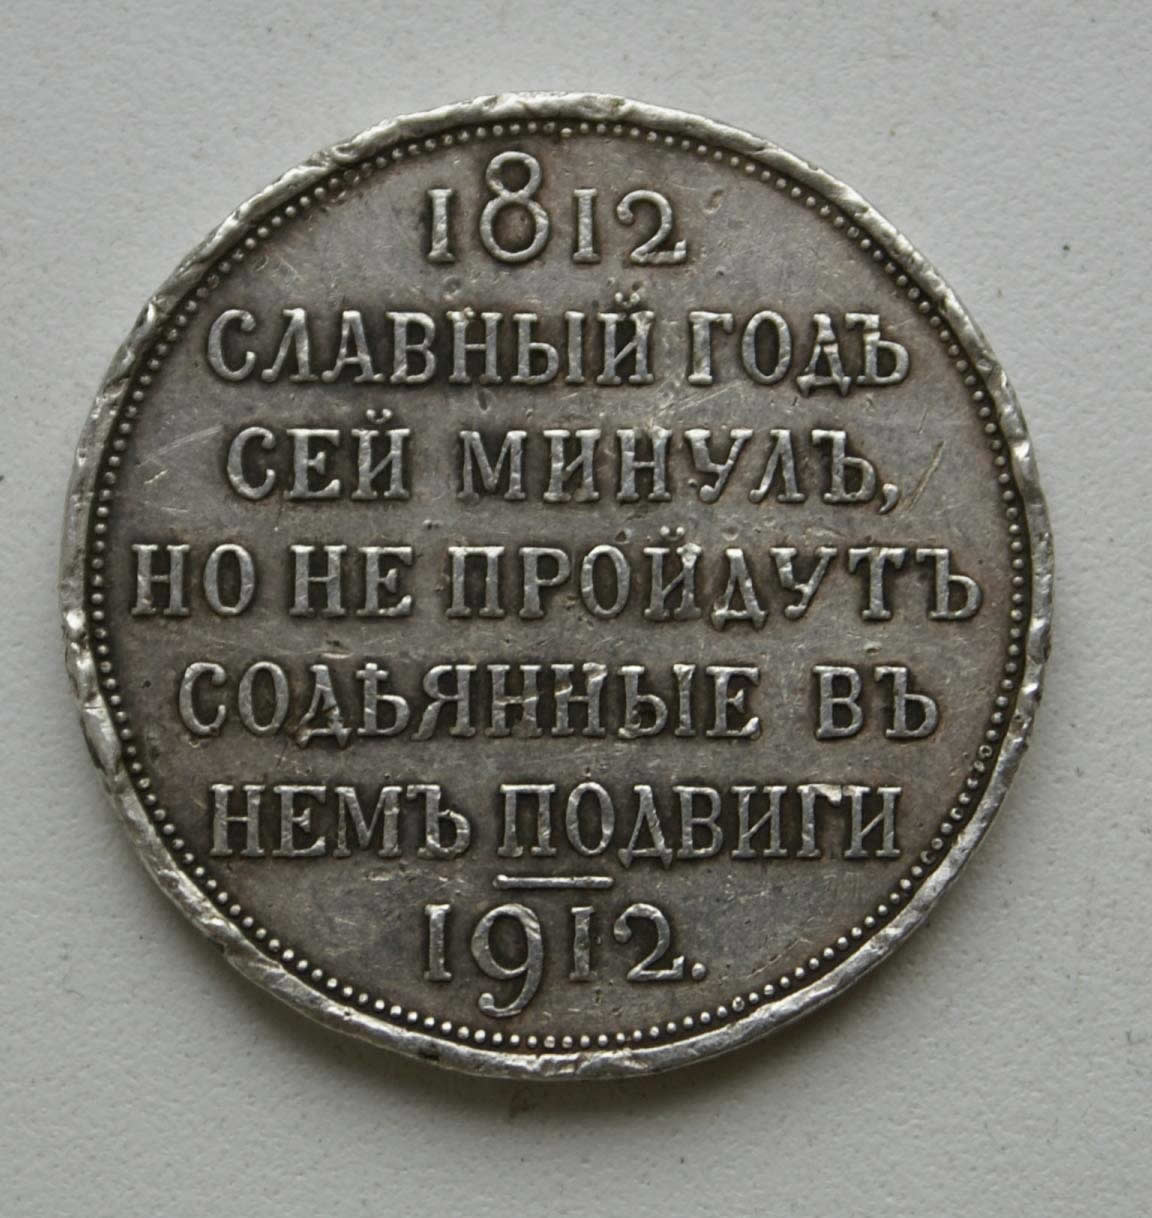 1812
СЛАВНЫЙ ГОДЪ
СЕЙ МИНУЛЪ,
НО НЕ ПРОЙДУТЪ
СОДѢЯННЫЕ ВЪ
НЕМЪ ПОДВИГИ
1912.